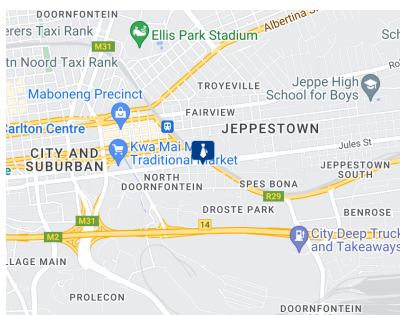 DOORNFONTEIN
erers Taxi Rank
Ellis Park Stadium
Albertina Si
M31
tn Noord Taxi Rank
TROYEVILLE
Jeppe High
School for Boys
Maboneng Precinct
FAIRVIEW
Carlton Centre
JEPPESTOWN
Kwa Mai M
Traditional Market
Jules St
CITY AND
SUBURBAN
JEPPESTOWN
SOUTH
NORTH
DOORNFONTEIN
SPES BONA
R29
DROSTE PARK
BENROSE
M31
14
M2
City Deep Truck
and Takeaways
LLAGE MAIN
PROLECON
DOORNFONTEIN